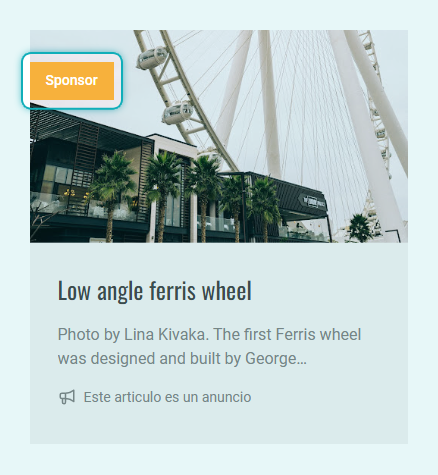 Sponsor
Low angle ferris wheel
Photo by Lina Kivaka. The first Ferris wheel
was designed and built by George...
Este articulo es un anuncio